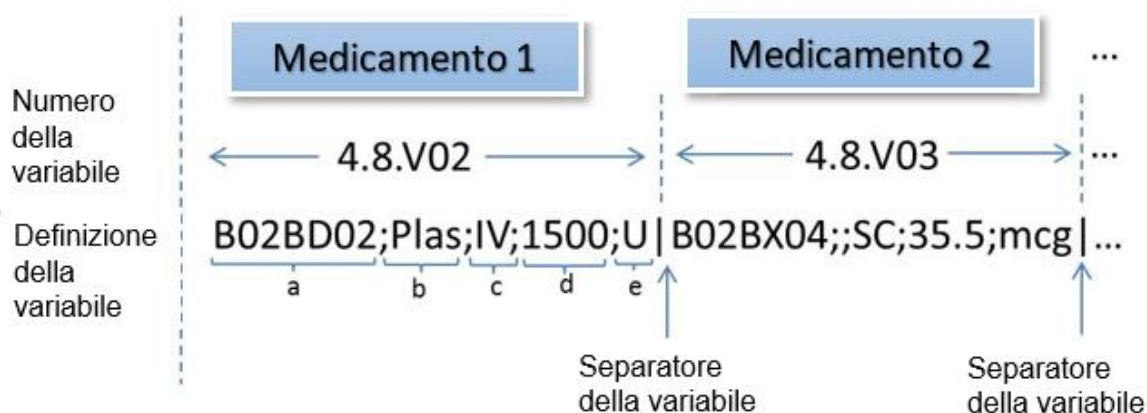 Medicamento 1
Medicamento 2
...
Numero
della
variabile
4.8.V02
4.8.V03
...
Definizione
della
variabile
B02BD02;Plas;IV;1500;U|B02BX04;;SC;35.5;mcg|...
a
b
c
d
e
Separatore
della variabile
Separatore
della variabile